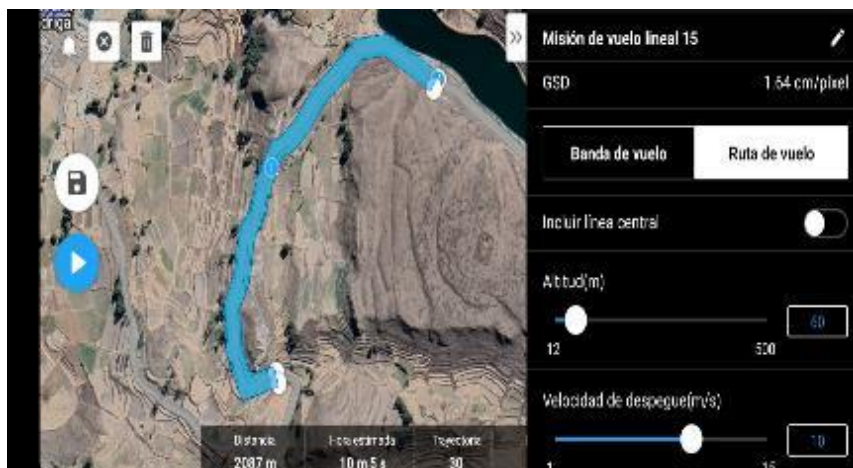 Misión de vuelo lineal 15
GSD 1.64 cm/pixel
Banda de vuelo Ruta de vuelo
Incluir línea central
Altitud(m)
60
12 500
Velocidad de despegue(m/s)
10
1 15
Distancia Hora estimada Trayectoria
2087 m 10 m 5 s 30